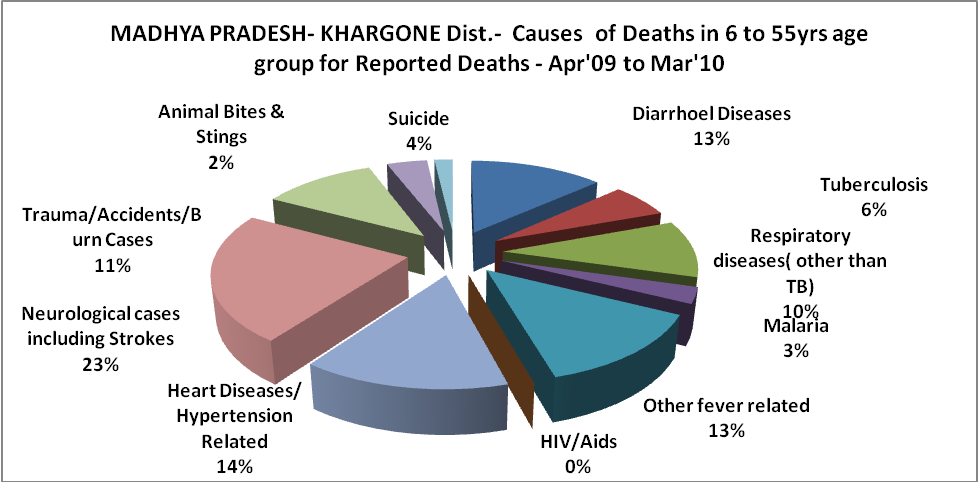 MADHYA PRADESH- KHARGONE Dist.- Causes of Deaths in 6 to 55yrs age
group for Reported Deaths - Apr'09 to Mar'10
Diarrhoel Diseases
13%
Tuberculosis
6%
Respiratory
diseases( other than
TB)
10%
Malaria
3%
Other fever related
13%
HIV/Aids
0%
Heart Diseases/
Hypertension
Related
14%
Neurological cases
including Strokes
23%
Trauma/Accidents/B
urn Cases
11%
Animal Bites &
Stings
2%
Suicide
4%